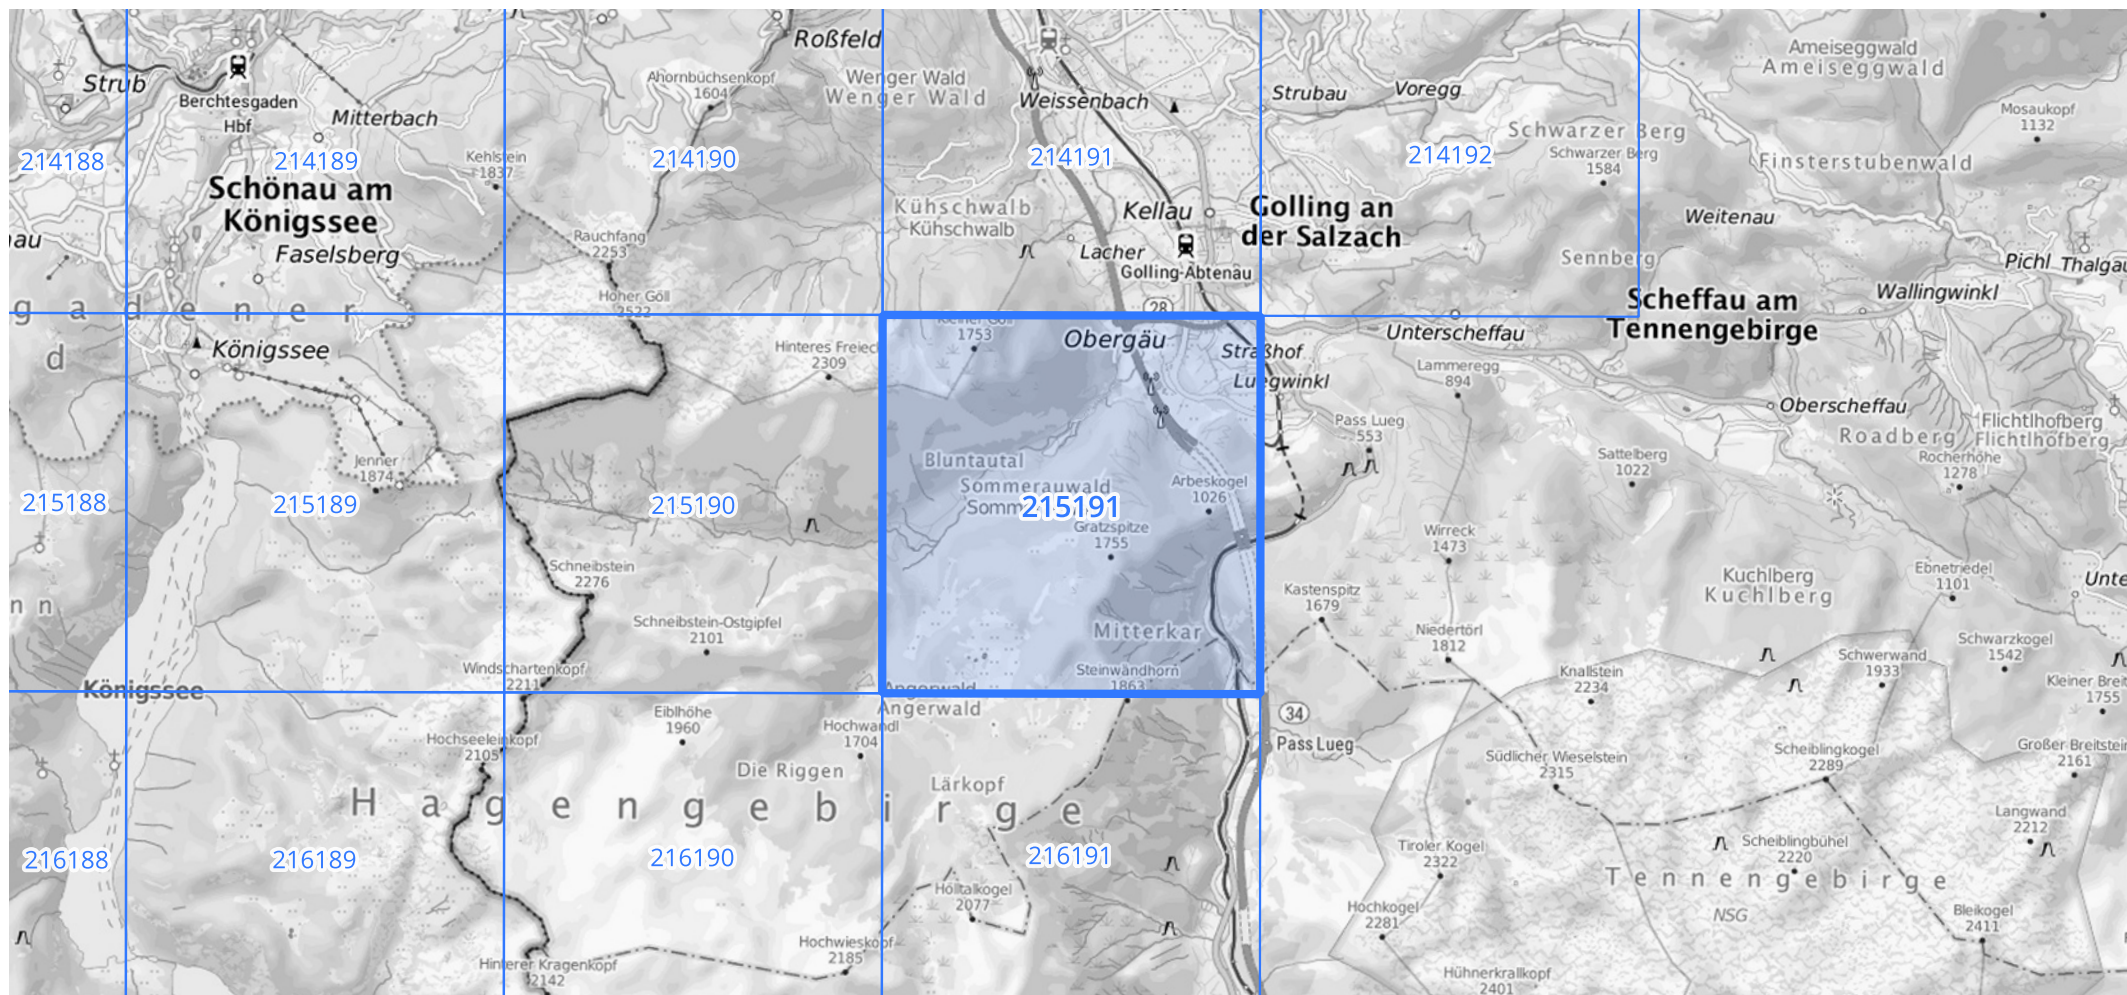 Roßfeld
Strub
Berchtesgaden
Hbf
Mitterbach
Ahornbüchsenkopf
1604
Wenger Wald
Wenger Wald
Weissenbach
Strubau
Voregg
Ameiseggwald
Ameiseggwald
Mosaukopf
1132
Schwarzer Berg
Schwarzer Berg
1584
Finsterstubenwald
214188
214189
214190
214191
214192
Kehlstein
1837
Schönau am
Königssee
Faselsberg
Kühschwalb
Kühschwalb
Kellau
Golling an
der Salzach
Lacher
Golling-Abtenau
Weitenau
Sennberg
Pichl
Thalgau
Rauchfang
2253
Hoher Göll
2522
gadener
d
28
Wallingwinkl
Scheffau am
Tennengebirge
Königssee
Kleiner Göll
1753
Obergäu
Straßhof
Luegwinkl
Unterscheffau
Hinteres Freieck
2309
Lammeregg
894
Oberscheffau
Pass Lueg
553
Flichtlhofberg
Flichtlhofberg
Roadberg
Rocherhöhe
1278
Sattelberg
1022
Jenner
1874
Bluntautal
Sommerauwald
Arbeskogel
1026
215188
215189
215190
215191
Gratzspitze
1755
Wirreck
1473
Schneibstein
2276
Kastenspitz
1679
Kuchlberg
Kuchlberg
Ebnetriedel
1101
Schneibstein-Ostgipfel
2101
Mitterkar
Niedertörl
1812
Schwarzkogel
1542
Schwerwand
1933
Windschartenkopf
2211
Steinwandhorn
1863
Knallstein
2234
Königssee
Angerwald
Angerwald
Eiblhöhe
1960
Hochwandl
1704
34
Pass Lueg
1755
Hochseeleinkopf
2105
Die Riggen
Lärkopf
Südlicher Wieselstein
2315
Scheiblingkogel
2289
2161
Hagengebirge
Langwand
2212
216188
216189
216190
216191
Tiroler Kogel
2322
Scheiblingbühel
2220
Tennengebirge
NSG
Hölltalkogel
2077
Hochkogel
2281
Bleikogel
2411
Hochwieskopf
2185
Hinterer Kragenkopf
2142
Hühnerkrallkopf
2401